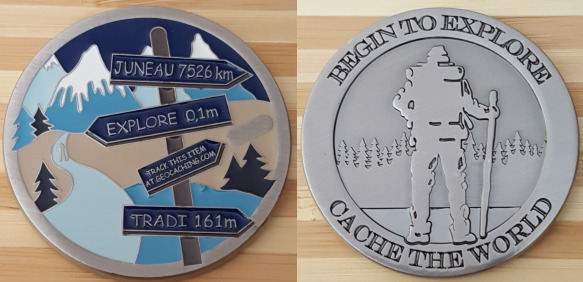 JUNEAU 7526 km
EXPLORE 0,1m
TRACK THIS ITEM
AT GEOCACHING.COM
TRADI 161m
BEGIN TO EXPLORE
CACHE THE WORLD